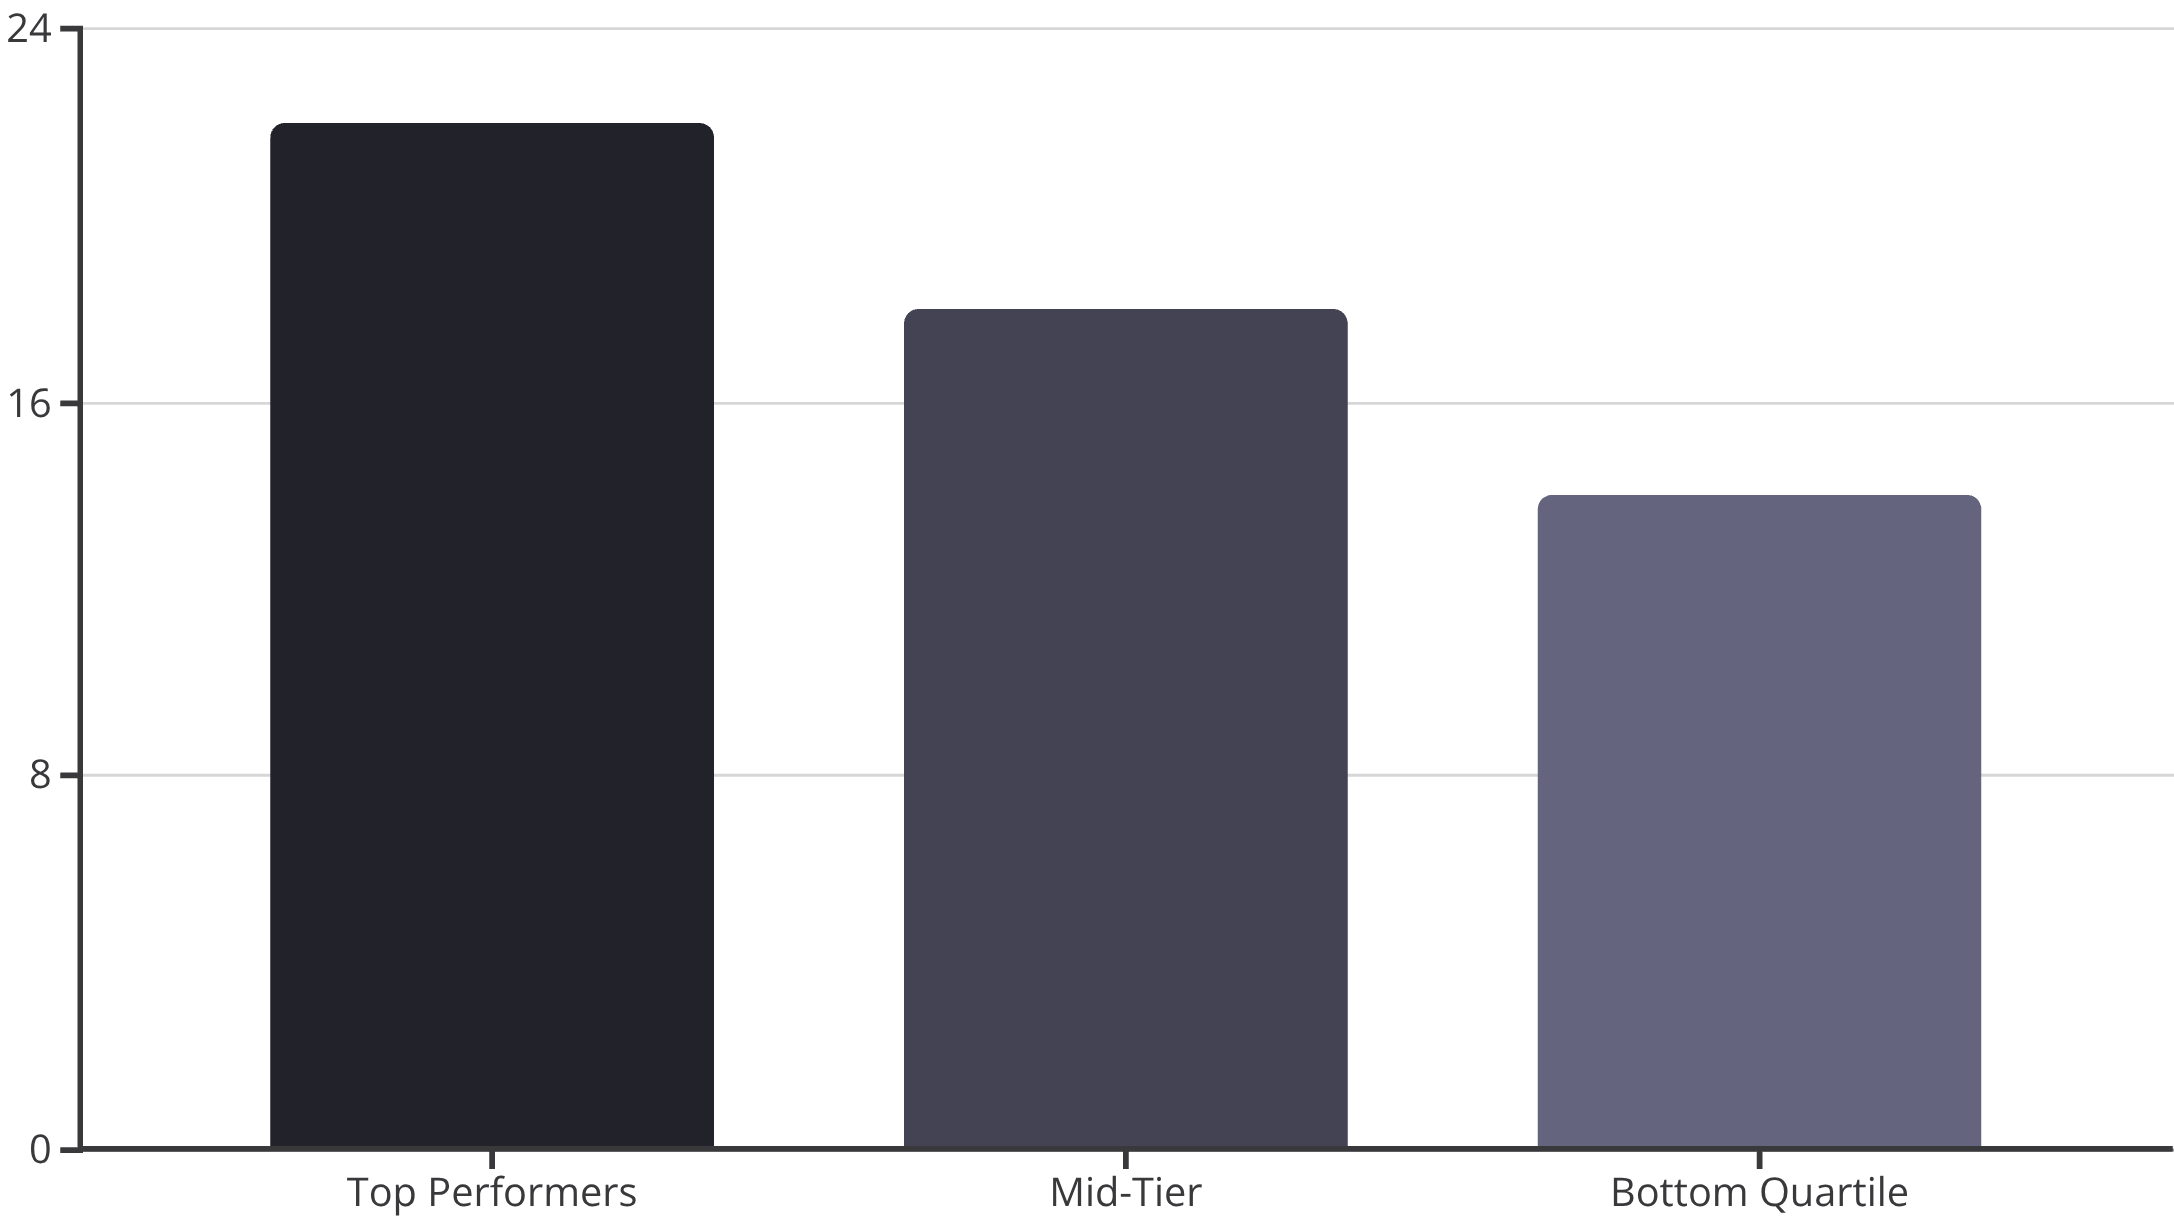 24
16
8
0
Top Performers
Mid-Tier
Bottom Quartile